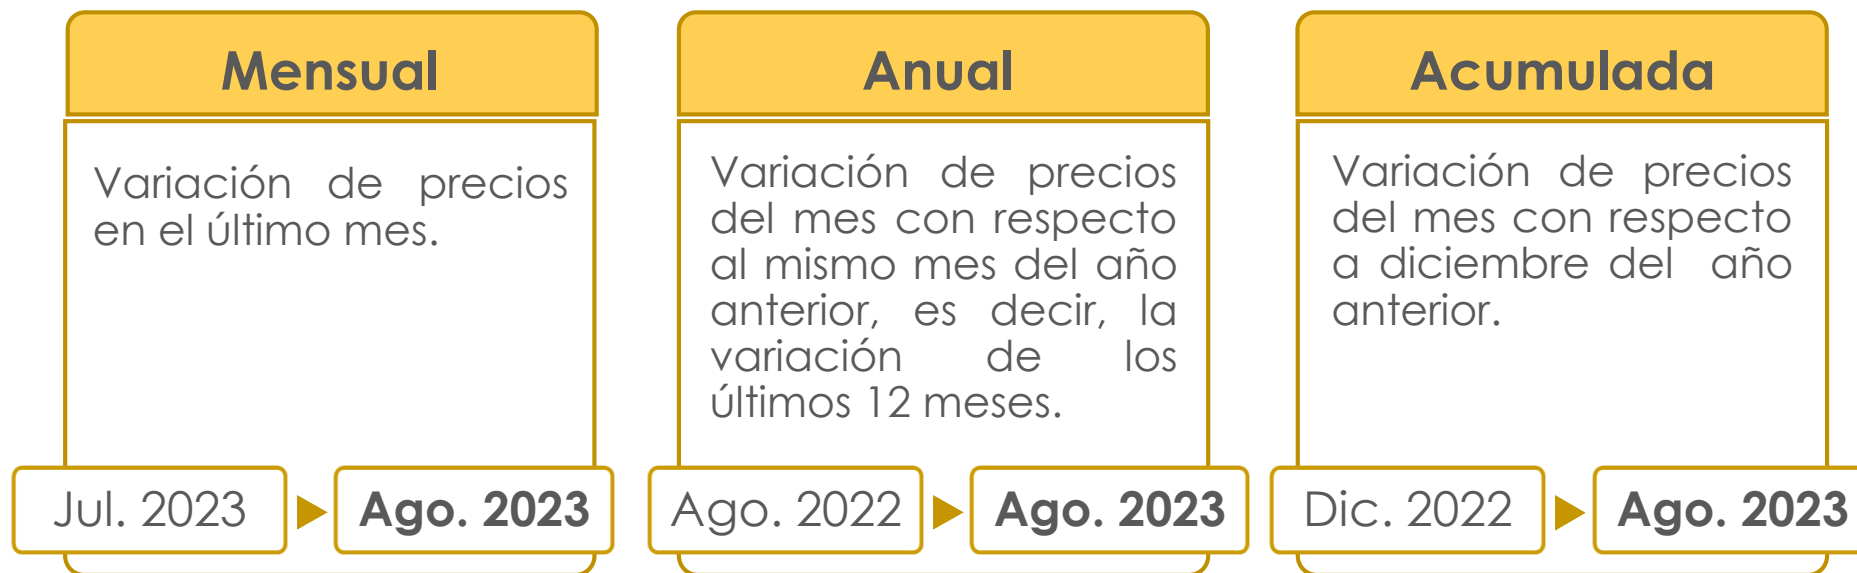 Mensual
Variación de precios
en el último mes.
Jul. 2023
Ago. 2023
Anual
Variación de precios
del mes con respecto
al mismo mes del año
anterior, es decir, la
variación de los
últimos 12 meses.
Ago. 2022
Ago. 2023
Acumulada
Variación de precios
del mes con respecto
a diciembre del año
anterior.
Dic. 2022
Ago. 2023